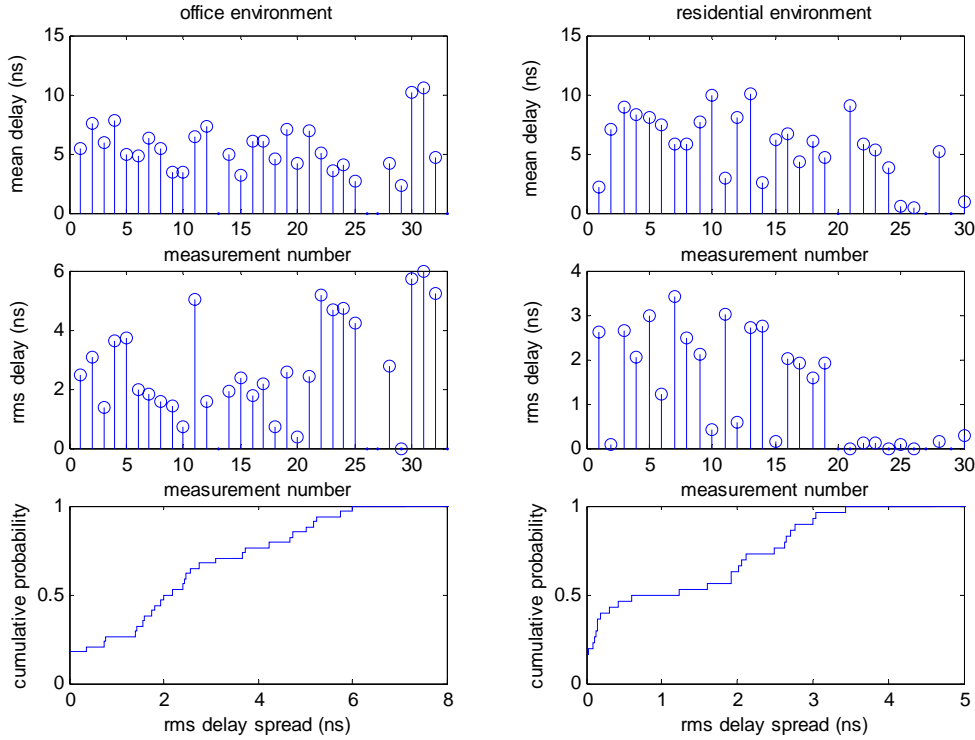 office environment
15
10
5
0
mean delay (ns)
0 5 10 15 20 25 30
measurement number
residential environment
15
10
5
0
mean delay (ns)
0 5 10 15 20 25 30
measurement number
6
4
2
0
rms delay (ns)
0 5 10 15 20 25 30
measurement number
4
3
2
1
0
rms delay (ns)
0 5 10 15 20 25 30
measurement number
1
0.5
0
cumulative probability
0 2 4 6 8
rms delay spread (ns)
1
0.5
0
cumulative probability
0 1 2 3 4 5
rms delay spread (ns)